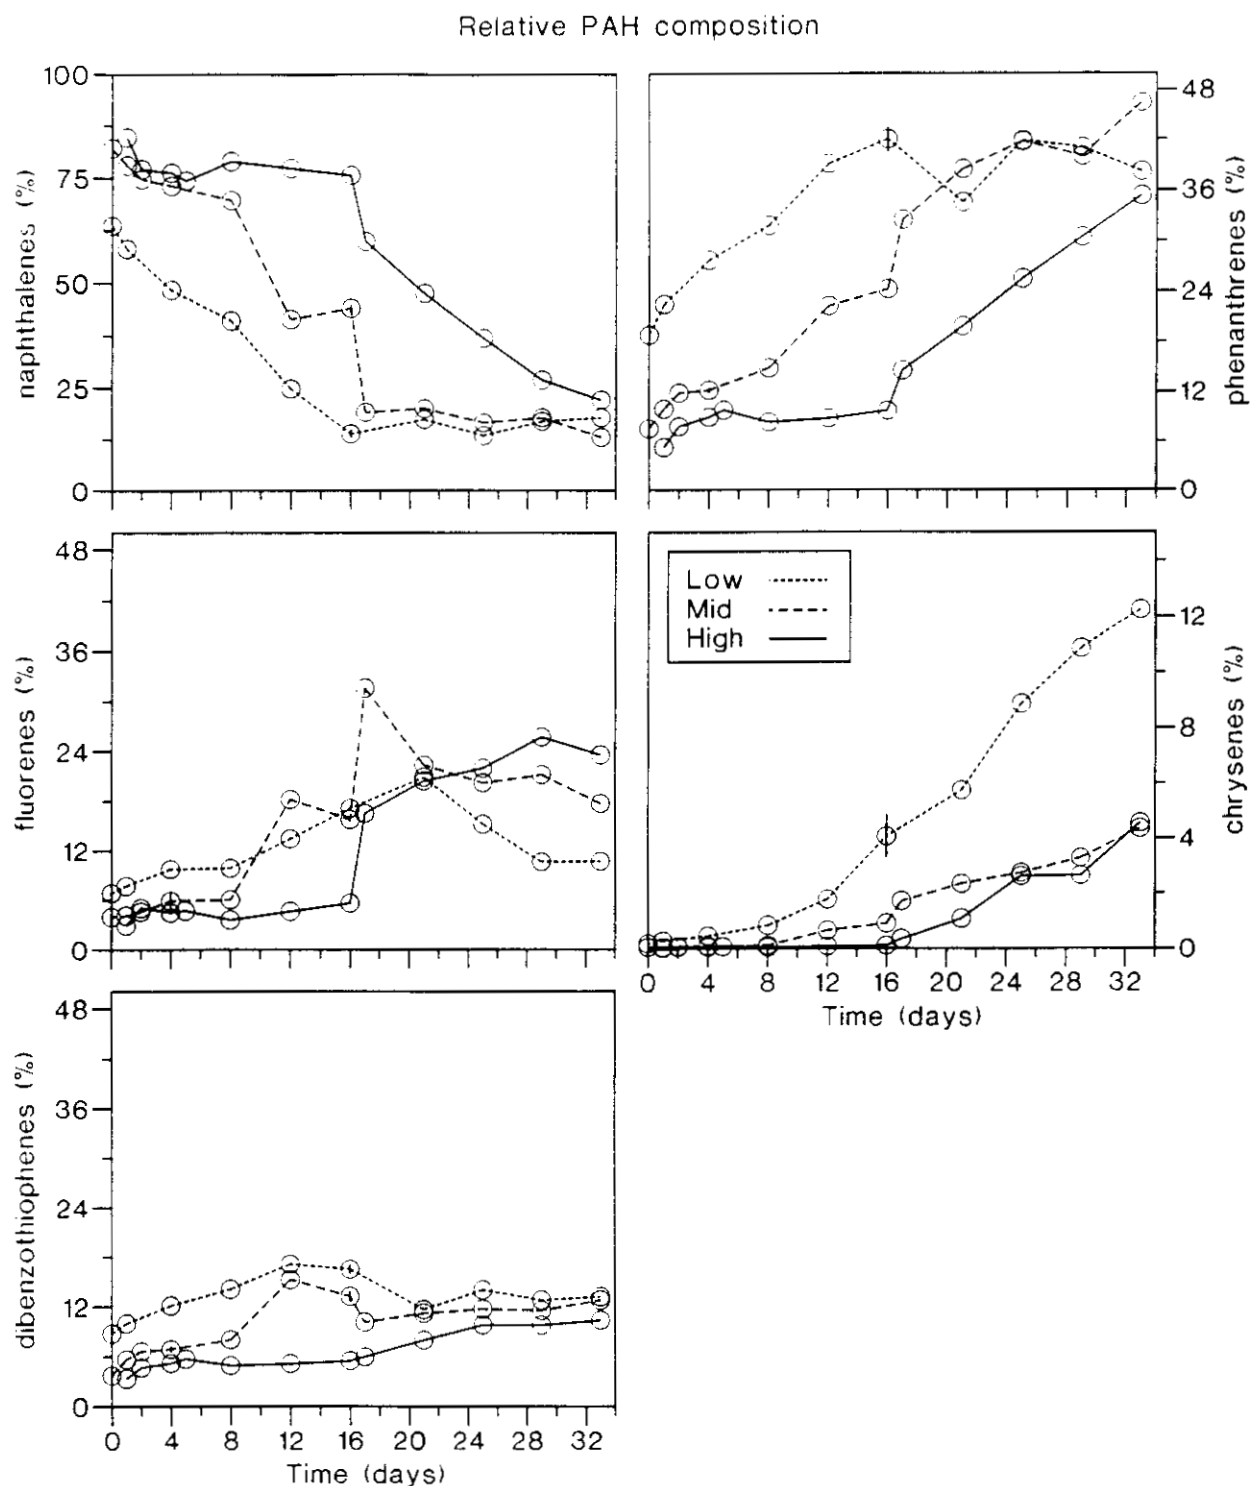 Relative PAH composition
100
75
50
25
0
naphthalenes (%)
48
36
24
12
0
phenanthrenes (%)
48
36
24
12
0
fluorenes (%)
Low
Mid
High
12
8
4
0
chrysenes (%)
0 4 8 12 16 20 24 28 32
Time (days)
48
36
24
12
0
dibenzothiophenes (%)
0 4 8 12 16 20 24 28 32
Time (days)